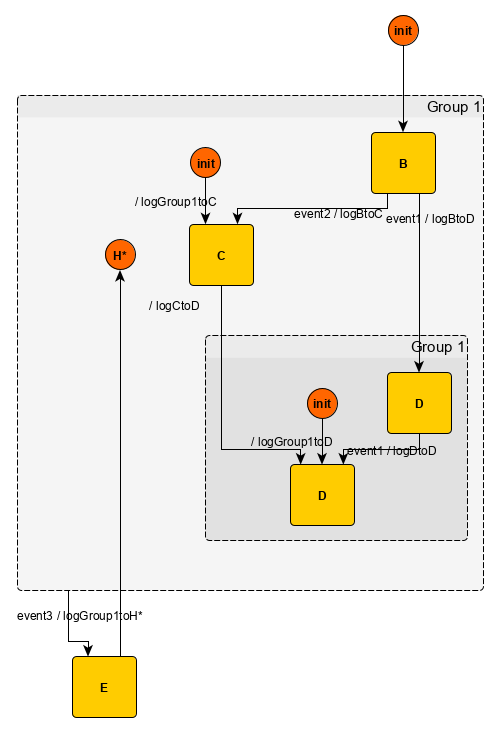 init
Group 1
B
init
/ logGroup1toC
event2 / logBtoC
event1 / logBtoD
C
H*
/ logCtoD
Group 1
init
D
/ logGroup1toD
event1 / logDtoD
D
event3 / logGroup1toH*
E